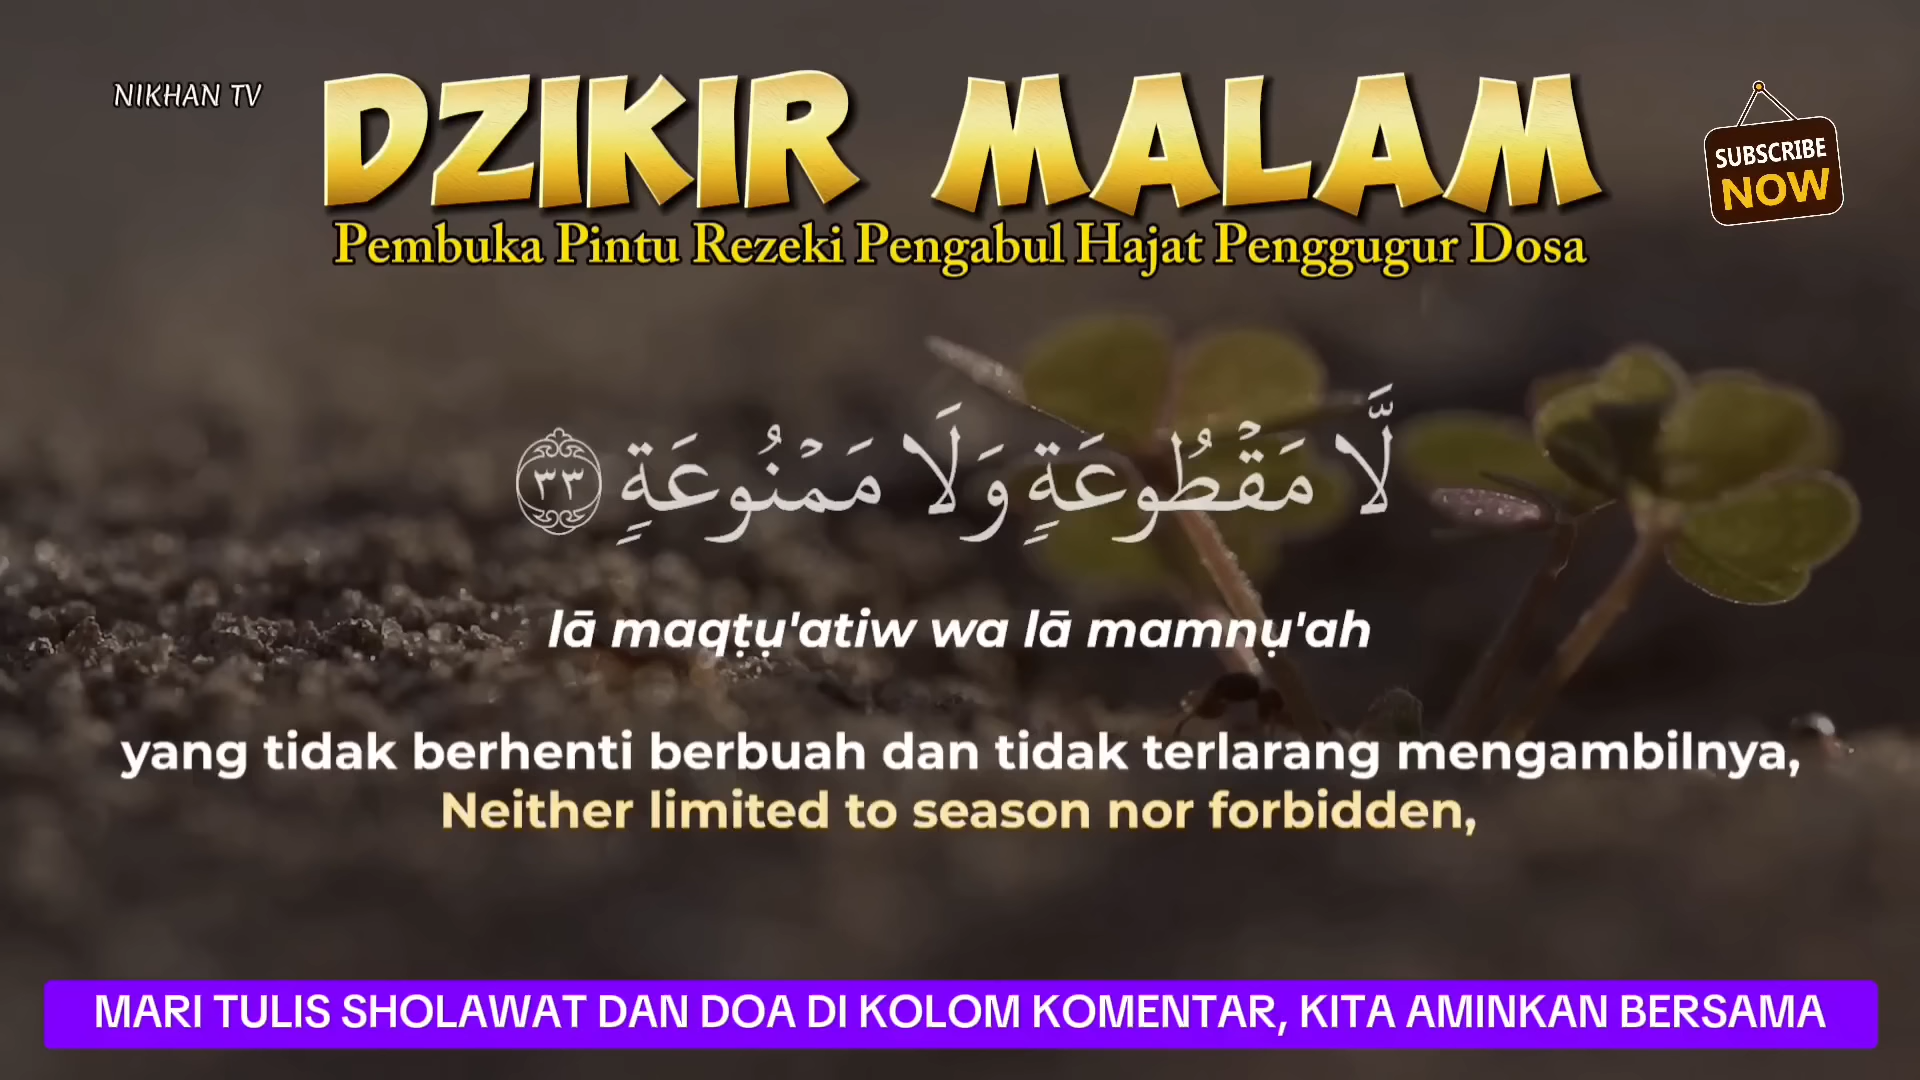 NIKHAN TV
DZIKIR MALAM
SUBSCRIBE
NOW
Pembuka Pintu Rezeki Pengabul Hajat Penggugur Dosa
لَّا مَقْطُوعَةٍ وَلَا مَمْنُوعَةٍ ٣٣
lā maqṭụ'atiw wa lā mamnụ'ah
yang tidak berhenti berbuah dan tidak terlarang mengambilnya,
Neither limited to season nor forbidden,
MARI TULIS SHOLAWAT DAN DOA DI KOLOM KOMENTAR, KITA AMINKAN BERSAMA